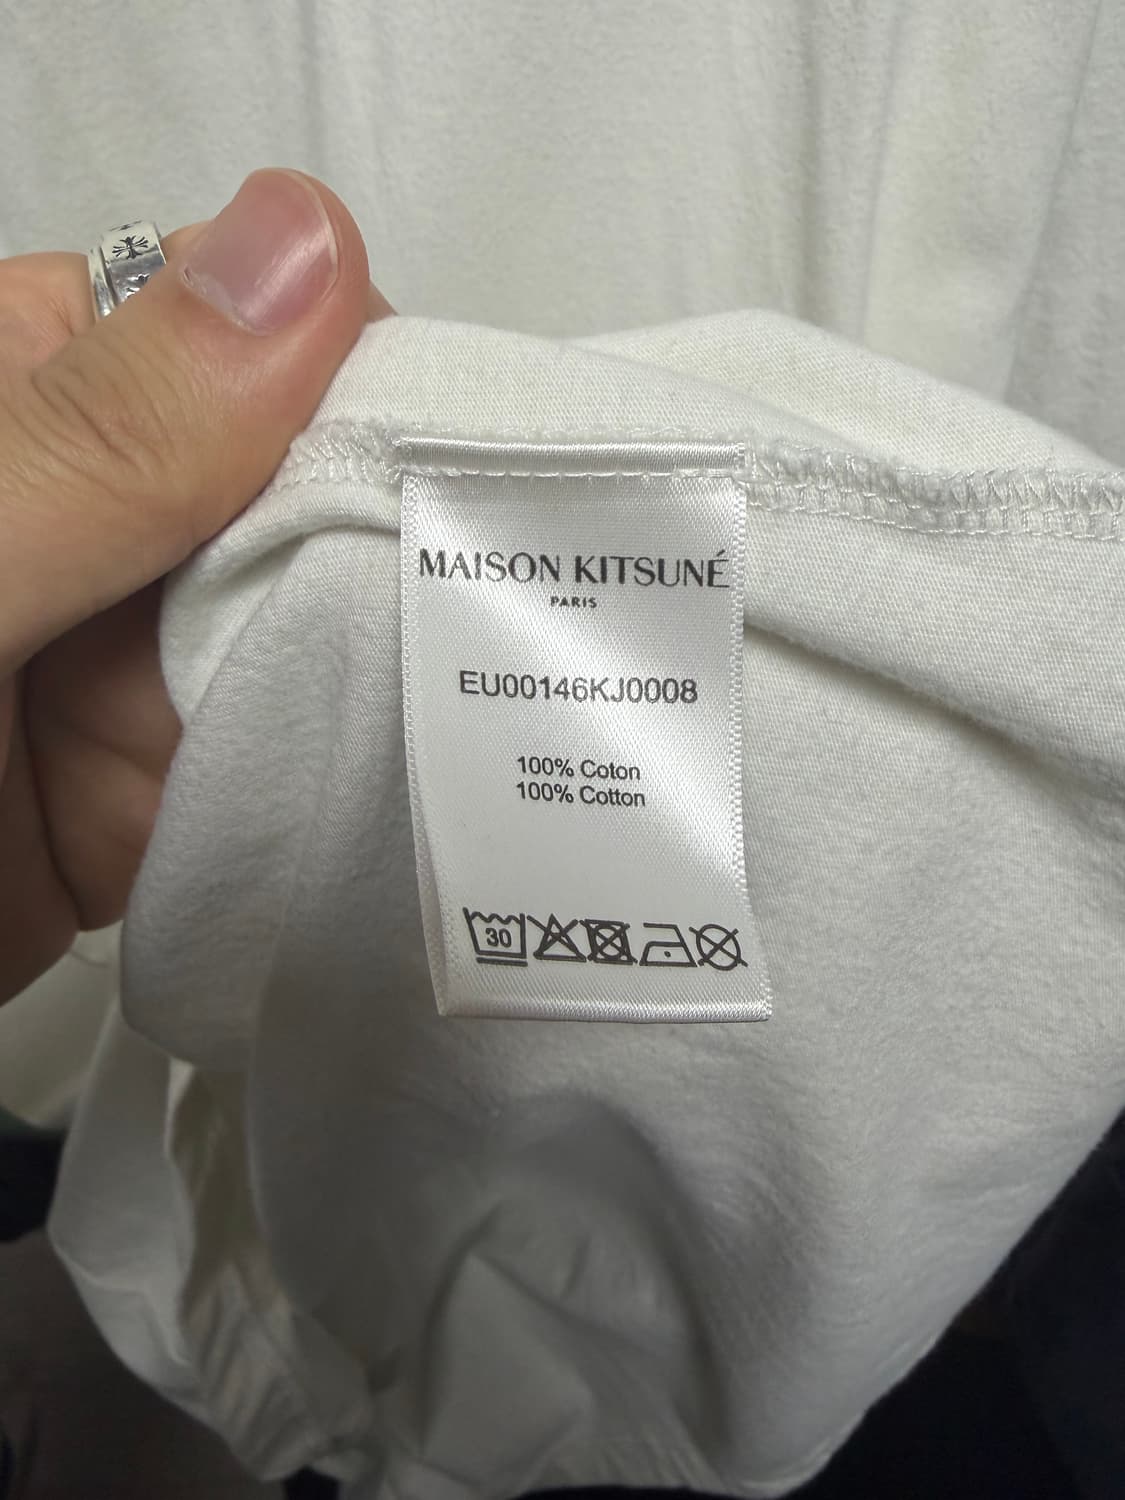 MAISON KITSUNÉ
PARIS
EU00146KJ0008
100% Coton
100% Cotton
30